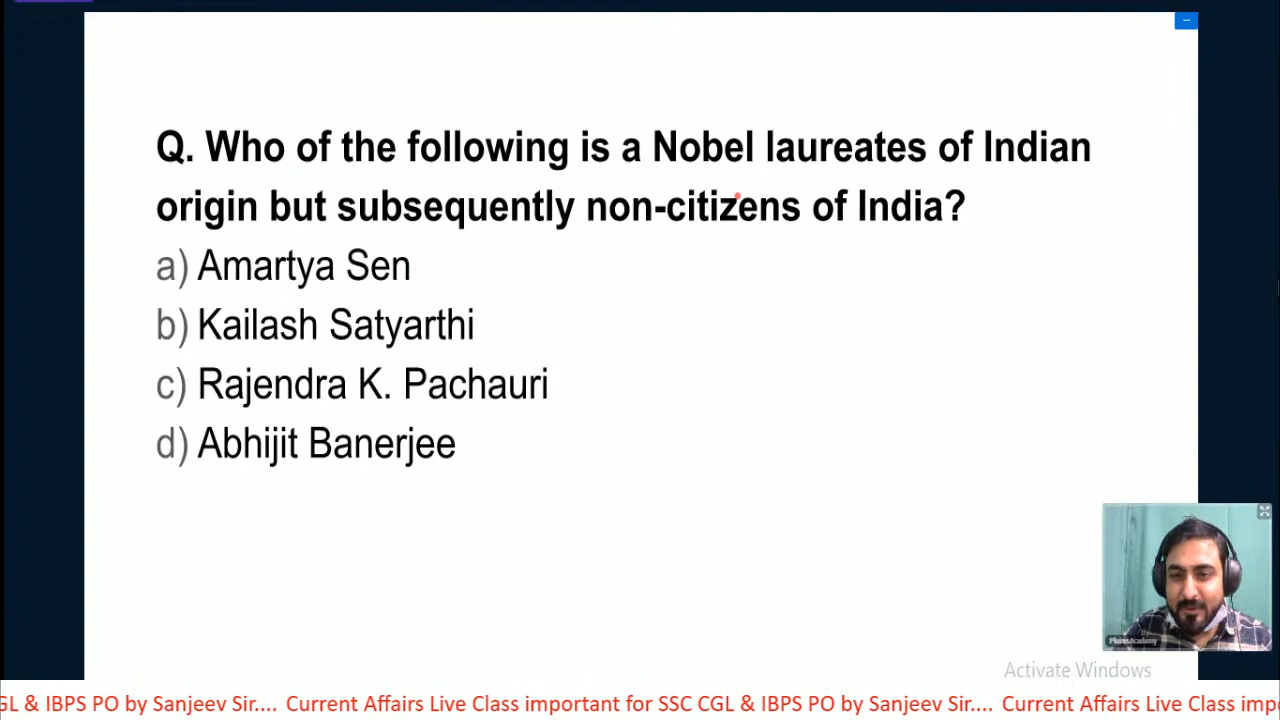 Q. Who of the following is a Nobel laureates of Indian
origin but subsequently non-citizens of India?
a) Amartya Sen
b) Kailash Satyarthi
c) Rajendra K. Pachauri
d) Abhijit Banerjee
Activate Windows
GL & IBPS PO by Sanjeev Sir.... Current Affairs Live Class important for SSC CGL & IBPS PO by Sanjeev Sir.... Current Affairs Live Class imp